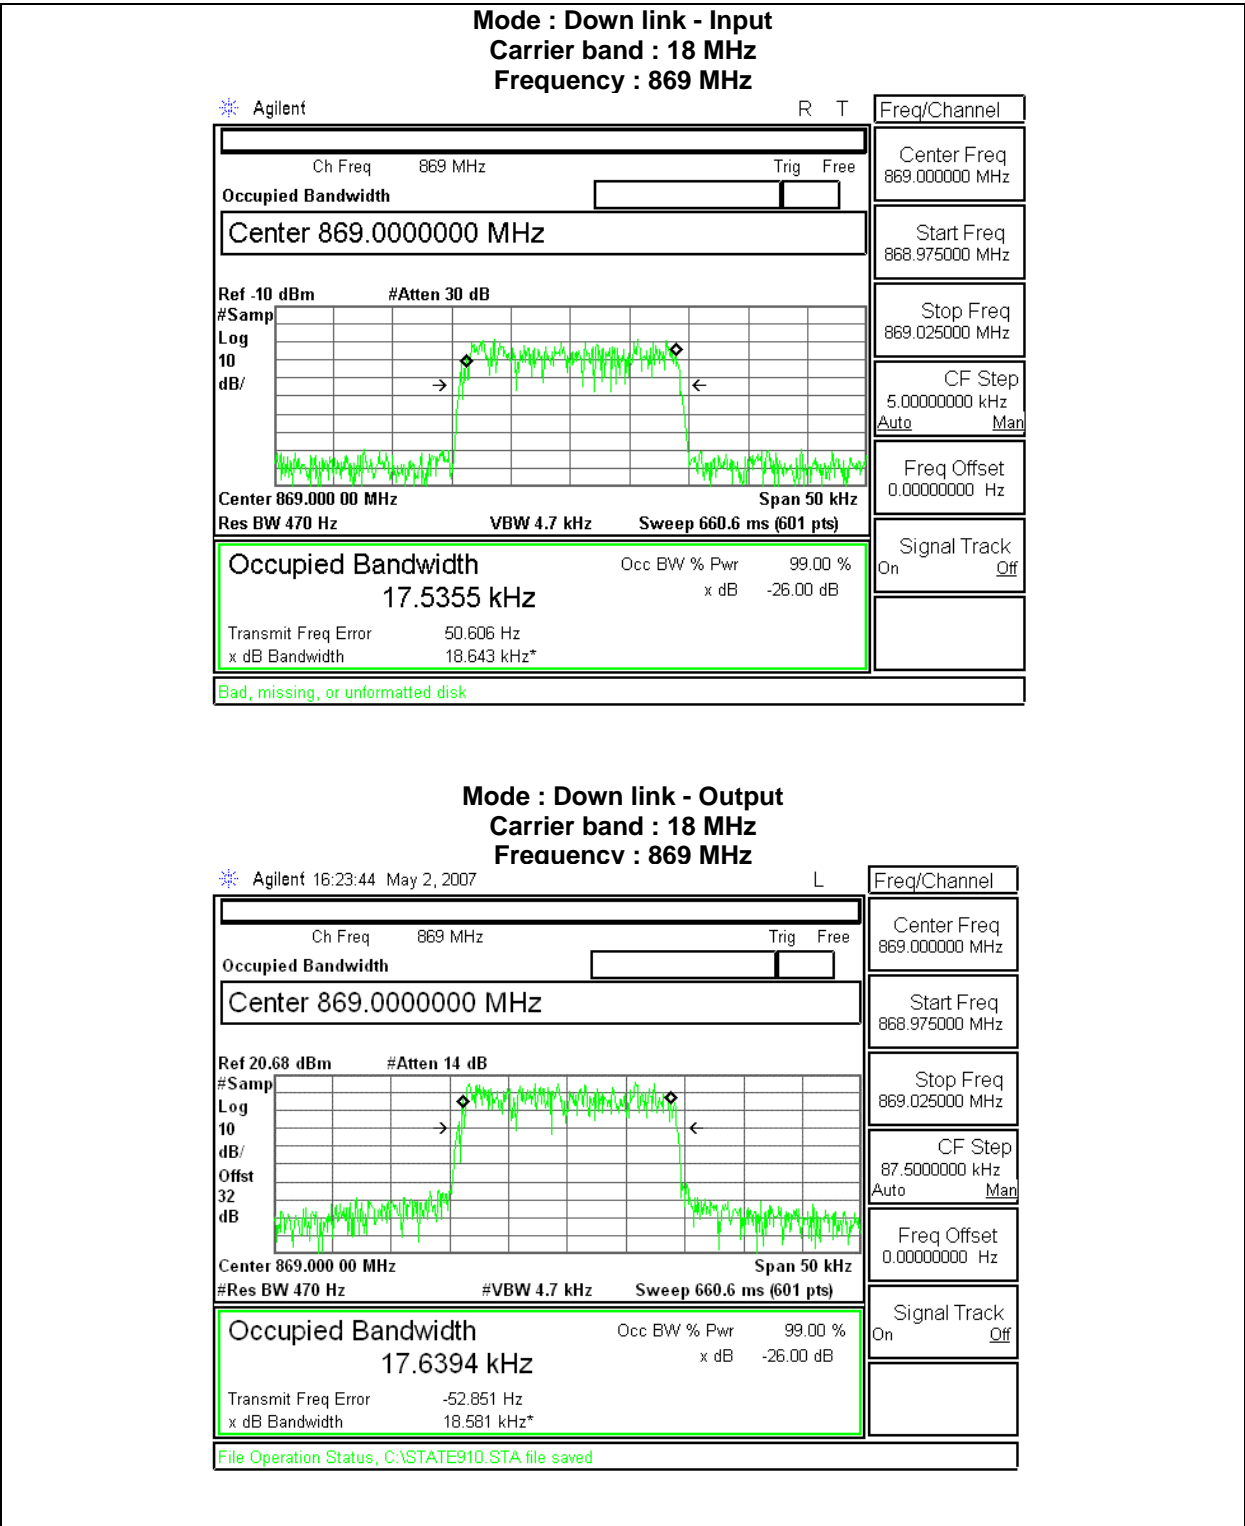 Mode : Down link - Input
Carrier band : 18 MHz
Frequency : 869 MHz
Agilent R T Freq/Channel
Ch Freq 869 MHz Trig Free
Occupied Bandwidth
Center 869.0000000 MHz
Center Freq
869.000000 MHz
Start Freq
868.975000 MHz
Stop Freq
869.025000 MHz
CF Step
5.00000000 kHz
Auto Man
Freq Offset
0.00000000 Hz
Signal Track
On Off
Ref -10 dBm #Atten 30 dB
#Samp
Log
10
dB/
Center 869.000 00 MHz Span 50 kHz
Res BW 470 Hz VBW 4.7 kHz Sweep 660.6 ms (601 pts)
Occupied Bandwidth Occ BW % Pwr 99.00 %
17.5355 kHz x dB -26.00 dB
Transmit Freq Error 50.606 Hz
x dB Bandwidth 18.643 kHz*
Bad, missing, or unformatted disk
Mode : Down link - Output
Carrier band : 18 MHz
Frequency : 869 MHz
Agilent 16:23:44 May 2, 2007 L Freq/Channel
Ch Freq 869 MHz Trig Free
Occupied Bandwidth
Center 869.0000000 MHz
Center Freq
869.000000 MHz
Start Freq
868.975000 MHz
Stop Freq
869.025000 MHz
CF Step
87.5000000 kHz
Auto Man
Freq Offset
0.00000000 Hz
Signal Track
On Off
Ref 20.68 dBm #Atten 14 dB
#Samp
Log
10
dB/
Offst
32
dB
Center 869.000 00 MHz Span 50 kHz
#Res BW 470 Hz #VBW 4.7 kHz Sweep 660.6 ms (601 pts)
Occupied Bandwidth Occ BW % Pwr 99.00 %
17.6394 kHz x dB -26.00 dB
Transmit Freq Error -52.851 Hz
x dB Bandwidth 18.581 kHz*
File Operation Status, C:\STATE910.STA file saved